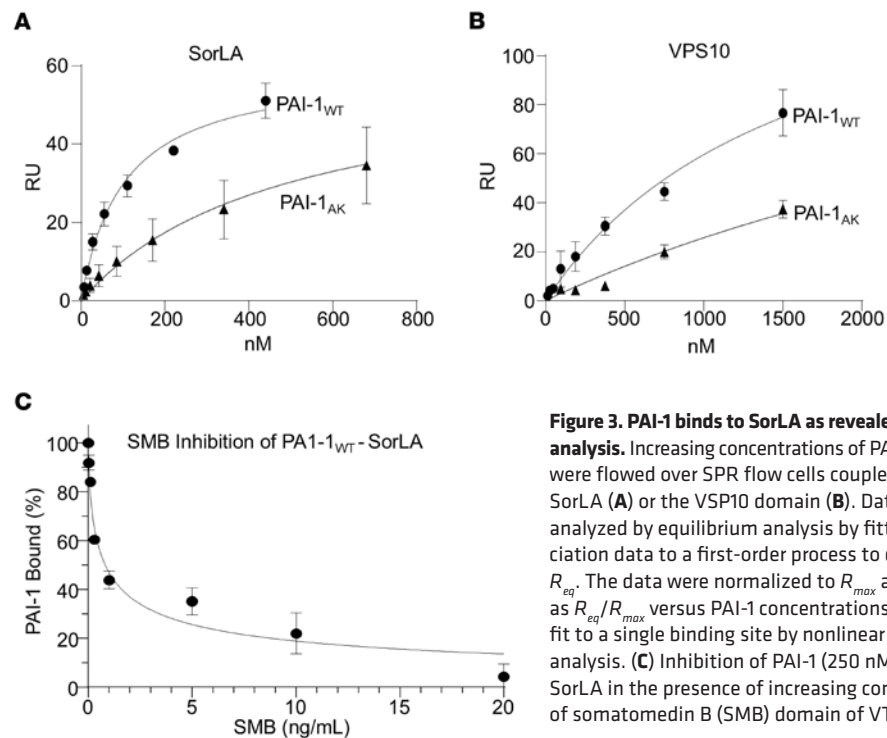 A
SorLA
60
40
20
0
RU
PAI-1WT
PAI-1AK
0 200 400 600 800
nM
B
VPS10
100
80
60
40
20
0
RU
PAI-1WT
PAI-1AK
0 500 1000 1500 2000
nM
C
SMB Inhibition of PA1-1WT-SorLA
100
80
60
40
20
0
PAI-1 Bound (%)
0 5 10 15 20
SMB (ng/mL)
Figure 3. PAI-1 binds to SorLA as reveale
analysis. Increasing concentrations of PA
were flowed over SPR flow cells couple
SorLA (A) or the VSP10 domain (B). Dat
analyzed by equilibrium analysis by fitt
ciation data to a first-order process to
Req. The data were normalized to Rmax a
as Req/Rmax versus PAI-1 concentrations
fit to a single binding site by nonlinear
analysis. (C) Inhibition of PAI-1 (250 nM
SorLA in the presence of increasing con
of somatomedin B (SMB) domain of VT